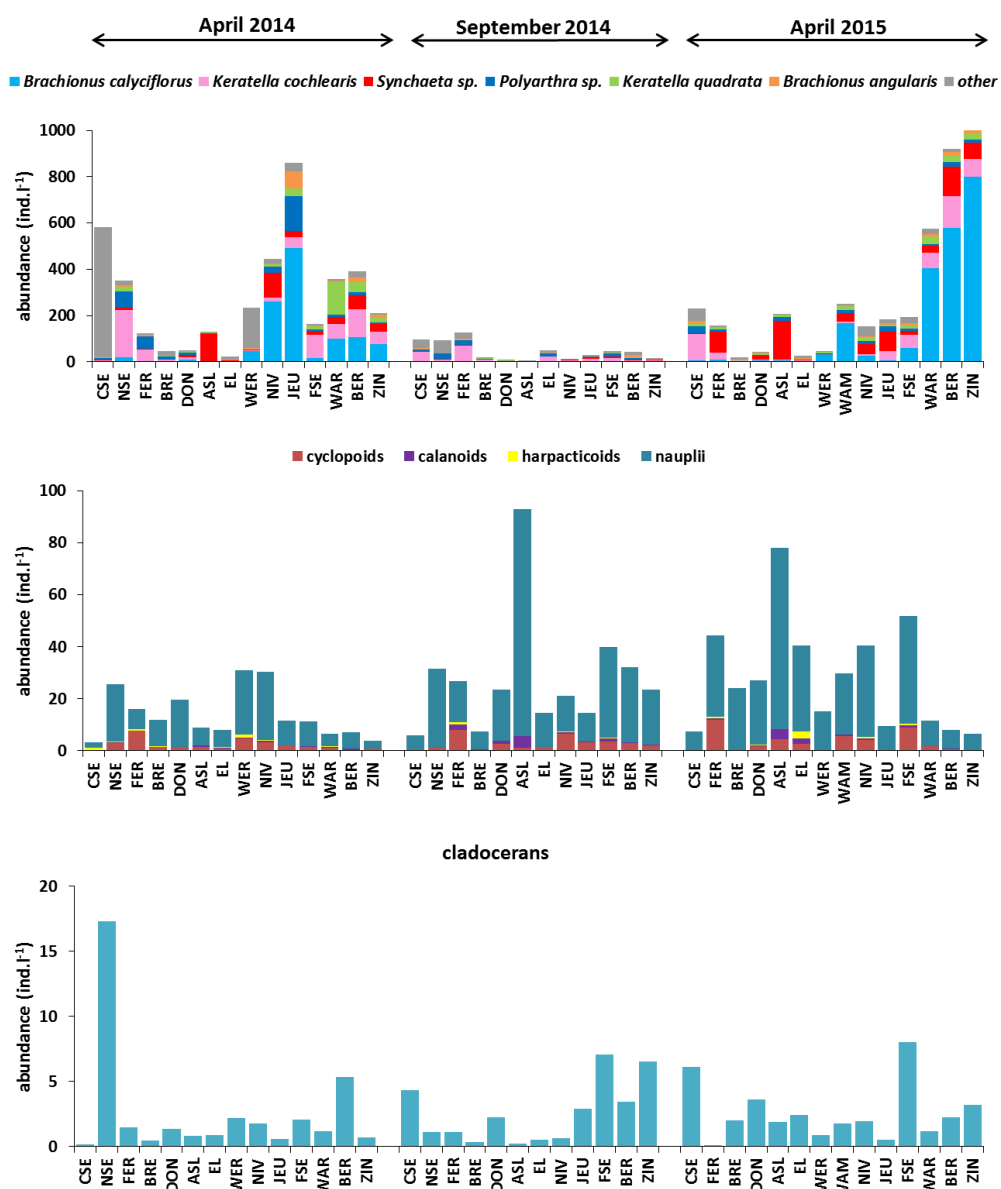 April 2014 September 2014 April 2015
Brachionus calyciflorus Keratella cochlearis Synchaeta sp. Polyarthra sp. Keratella quadrata Brachionus angularis other
abundance (ind.l-1)
1000
800
600
400
200
0
CSE NSE FER BRE DON ASL EL WER NIV JEU FSE WAR BER ZIN CSE NSE FER BRE DON ASL EL NIV JEU FSE BER ZIN CSE FER BRE DON ASL EL WER WAM NIV JEU FSE WAR BER ZIN
cyclopoids calanoids harpacticoids nauplii
abundance (ind.l-1)
100
80
60
40
20
0
CSE NSE FER BRE DON ASL EL WER NIV JEU FSE WAR BER ZIN CSE NSE FER BRE DON ASL EL NIV JEU FSE BER ZIN CSE FER BRE DON ASL EL WER WAM NIV JEU FSE WAR BER ZIN
cladocerans
abundance (ind.l-1)
20
15
10
5
0
CSE NSE FER BRE DON ASL EL WER NIV JEU FSE WAR BER ZIN CSE NSE FER BRE DON ASL EL NIV JEU FSE BER ZIN CSE FER BRE DON ASL EL WER WAM NIV JEU FSE WAR BER ZIN